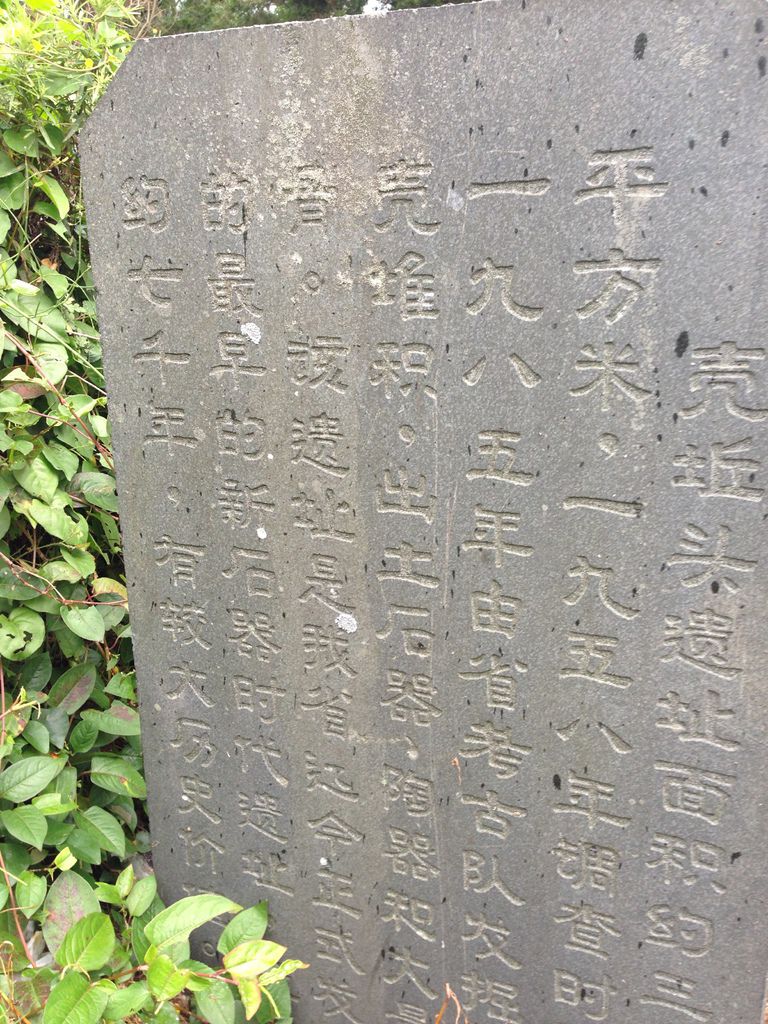 壳坵头遗址面积约三
平方米，一九五八年调查时
一九八五年由省考古队发掘
壳堆积，出土石器、陶器和大
骨。该遗址是我省迄今正式发
的最早的新石器时代遗址
约七千年，有较大历史价。